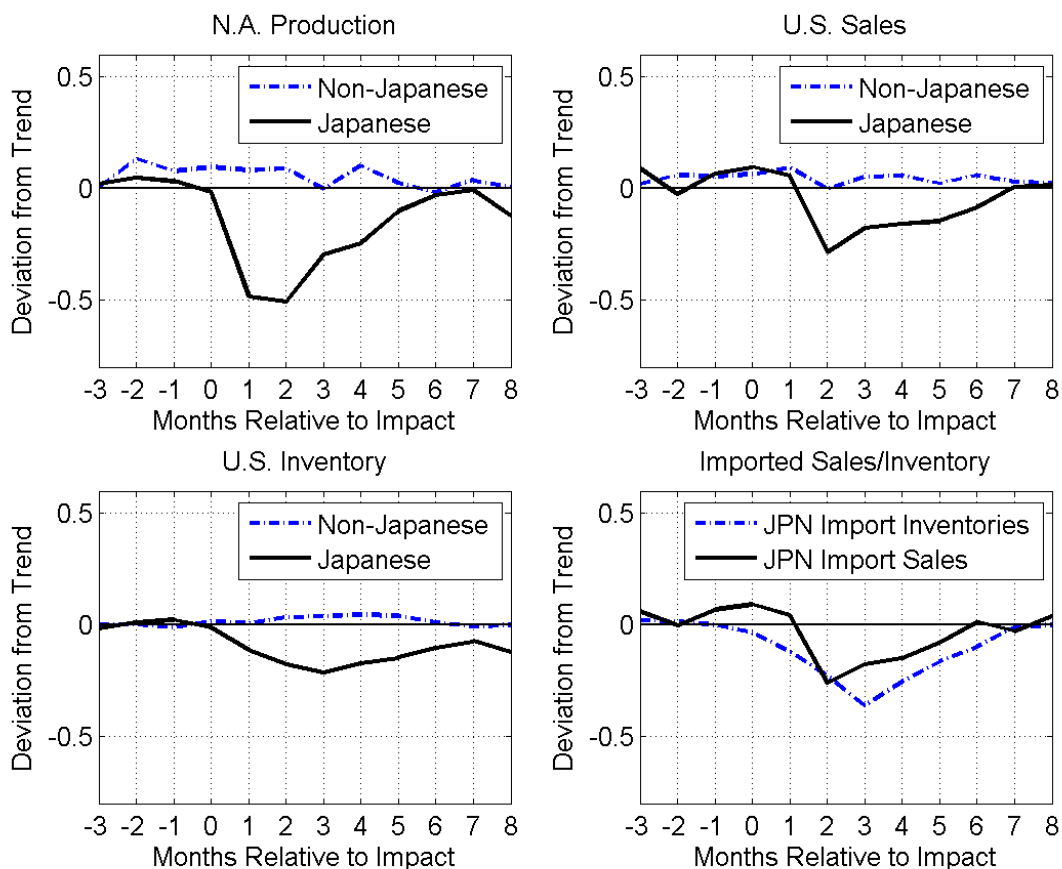 N.A. Production
Deviation from Trend
0.5
0
-0.5
Non-Japanese
Japanese
-3 -2 -1 0 1 2 3 4 5 6 7 8
Months Relative to Impact
U.S. Sales
Deviation from Trend
0.5
0
-0.5
Non-Japanese
Japanese
-3 -2 -1 0 1 2 3 4 5 6 7 8
Months Relative to Impact
U.S. Inventory
Deviation from Trend
0.5
0
-0.5
Non-Japanese
Japanese
-3 -2 -1 0 1 2 3 4 5 6 7 8
Months Relative to Impact
Imported Sales/Inventory
Deviation from Trend
0.5
0
-0.5
JPN Import Inventories
JPN Import Sales
-3 -2 -1 0 1 2 3 4 5 6 7 8
Months Relative to Impact